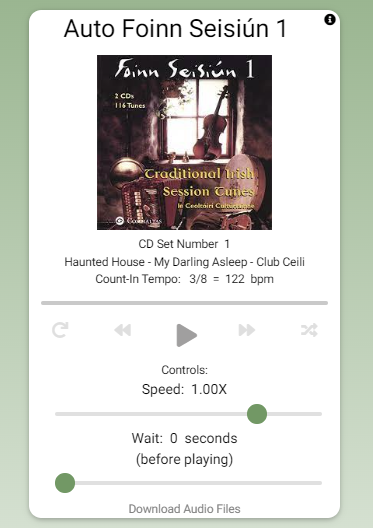 Auto Foinn Seisiún 1
Foinn Seisiún 1
2 CDs
116 Tunes
Traditional Irish
Session Tunes
le Ceoltóirí Cultúrlainne
COMHALTAS
CD Set Number 1
Haunted House - My Darling Asleep - Club Ceili
Count-In Tempo: 3/8 = 122 bpm
Controls:
Speed: 1.00X
Wait: 0 seconds
(before playing)
Download Audio Files